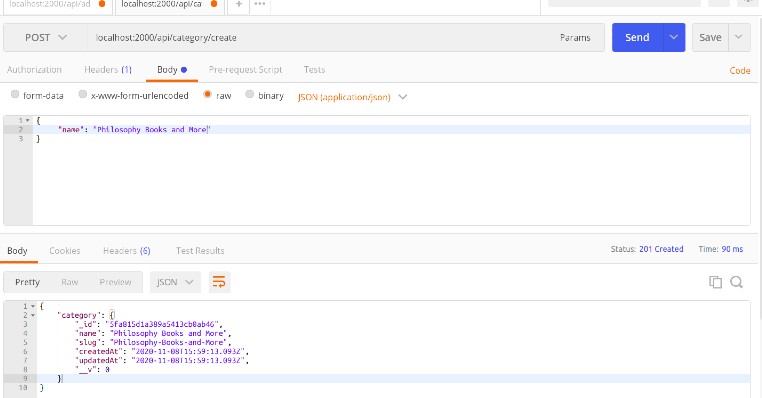 localhost:2000/api/ad
localhost:2000/api/ca
+
•••
POST
localhost:2000/api/category/create
Params
Send
Save
Authorization
Headers (1)
Body
Pre-request Script
Tests
Code
form-data
x-www-form-urlencoded
raw
binary
JSON (application/json)
1 {
2 "name": "Philosophy Books and More"
3 }
Body
Cookies
Headers (6)
Test Results
Status: 201 Created
Time: 90 ms
Pretty
Raw
Preview
JSON
1 {
2 "category": {
3 "_id": "5fa815d1a389a5413cb0ab46",
4 "name": "Philosophy Books and More",
5 "slug": "Philosophy-Books-and-More",
6 "createdAt": "2020-11-08T15:59:13.093Z",
7 "updatedAt": "2020-11-08T15:59:13.093Z",
8 "__v": 0
9 }
10 }